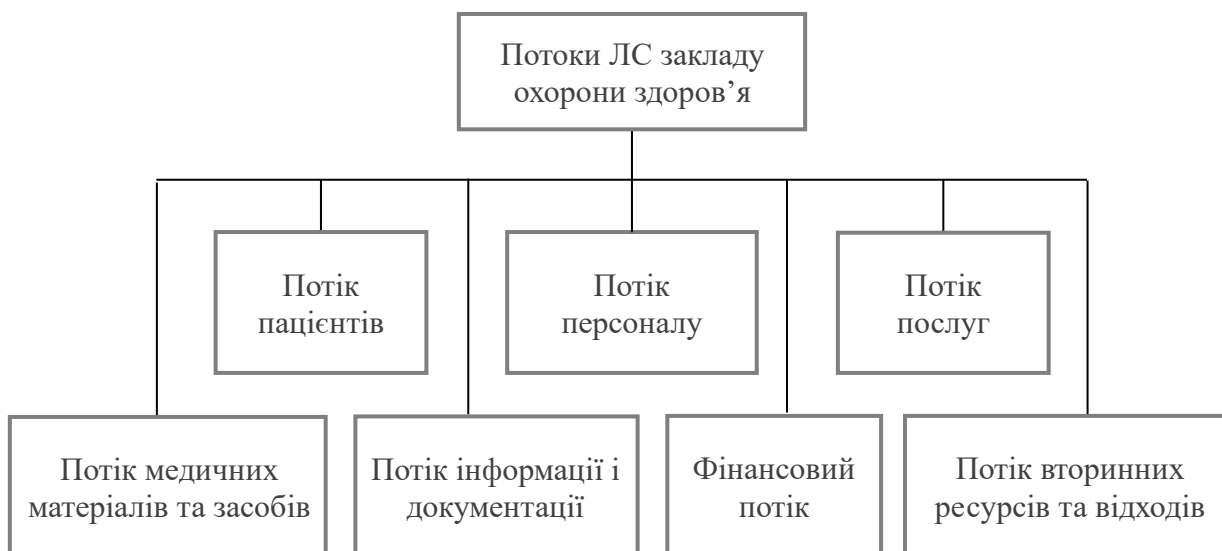 Потоки ЛС закладу
охорони здоров’я
Потік
пацієнтів
Потік
персоналу
Потік
послуг
Потік медичних
матеріалів та засобів
Потік інформації і
документації
Фінансовий
потік
Потік вторинних
ресурсів та відходів